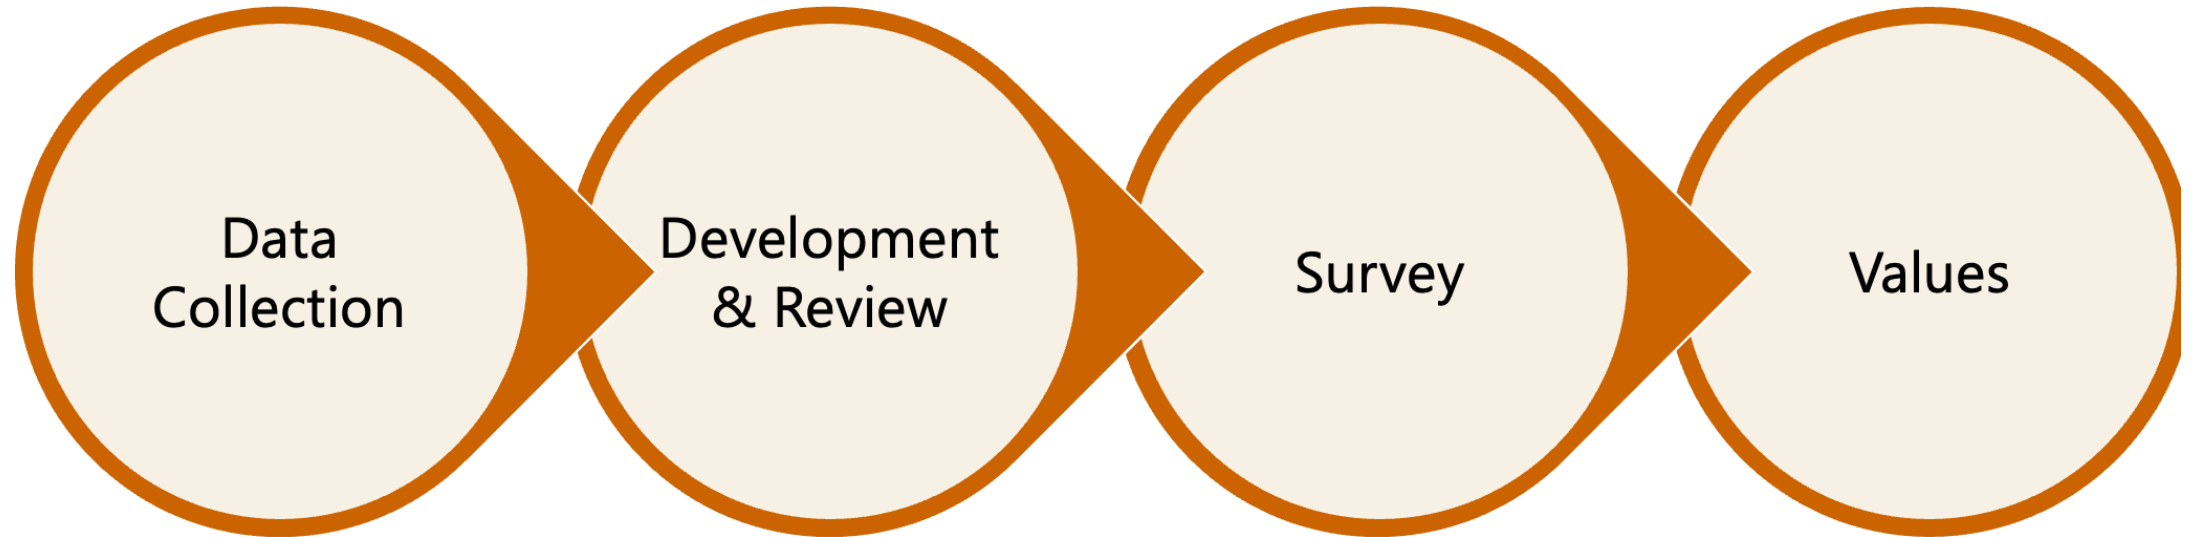 Data
Collection
Development
& Review
Survey
Values